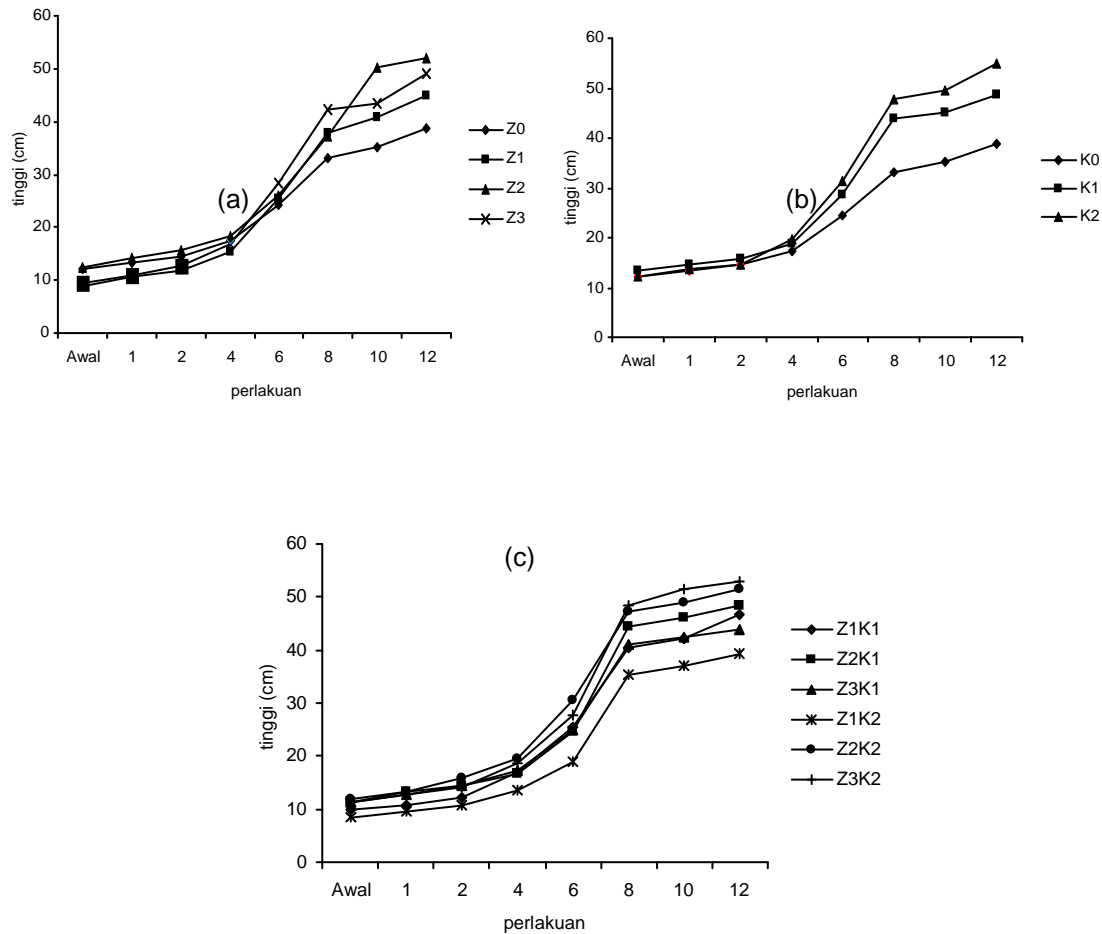 (a)
tinggi (cm)
60
50
40
30
20
10
0
Awal 1 2 4 6 8 10 12
perlakuan
Z0
Z1
Z2
Z3
(b)
tinggi (cm)
60
50
40
30
20
10
0
Awal 1 2 4 6 8 10 12
perlakuan
K0
K1
K2
(c)
tinggi (cm)
60
50
40
30
20
10
0
Awal 1 2 4 6 8 10 12
perlakuan
Z1K1
Z2K1
Z3K1
Z1K2
Z2K2
Z3K2